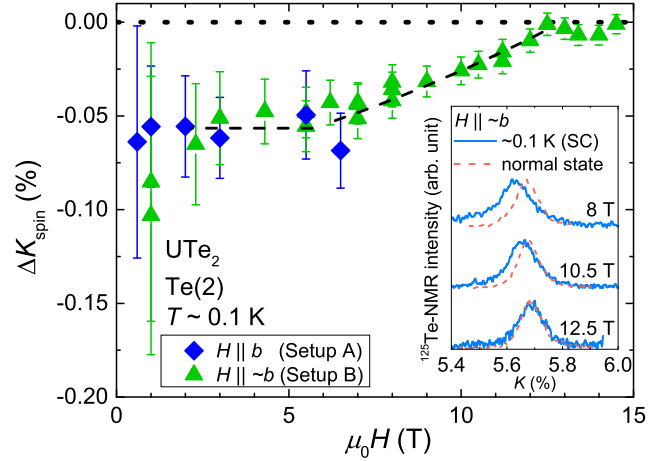 0.00
-0.05
-0.10
-0.15
-0.20
ΔK_spin (%)
0 5 10 15
μ₀H (T)
UTe₂
Te(2)
T ~ 0.1 K
H || b (Setup A)
H || ~b (Setup B)
H || ~b
~0.1 K (SC)
normal state
8 T
10.5 T
12.5 T
¹²⁵Te-NMR intensity (arb. unit)
5.4 5.6 5.8 6.0
K (%)